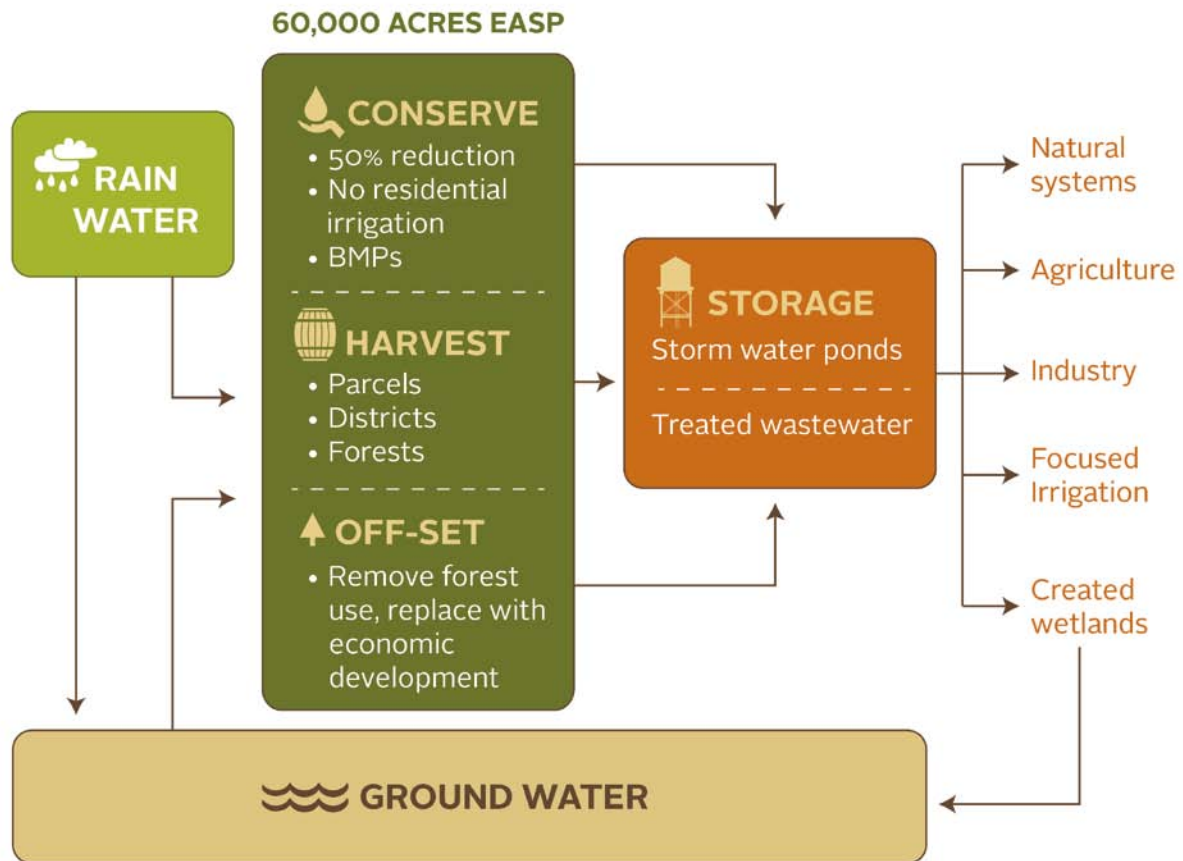 60,000 ACRES EASP
RAIN
WATER
CONSERVE
• 50% reduction
• No residential
irrigation
• BMPs
HARVEST
• Parcels
• Districts
• Forests
OFF-SET
• Remove forest
use, replace with
economic
development
STORAGE
Storm water ponds
Treated wastewater
Natural
systems
Agriculture
Industry
Focused
Irrigation
Created
wetlands
GROUND WATER